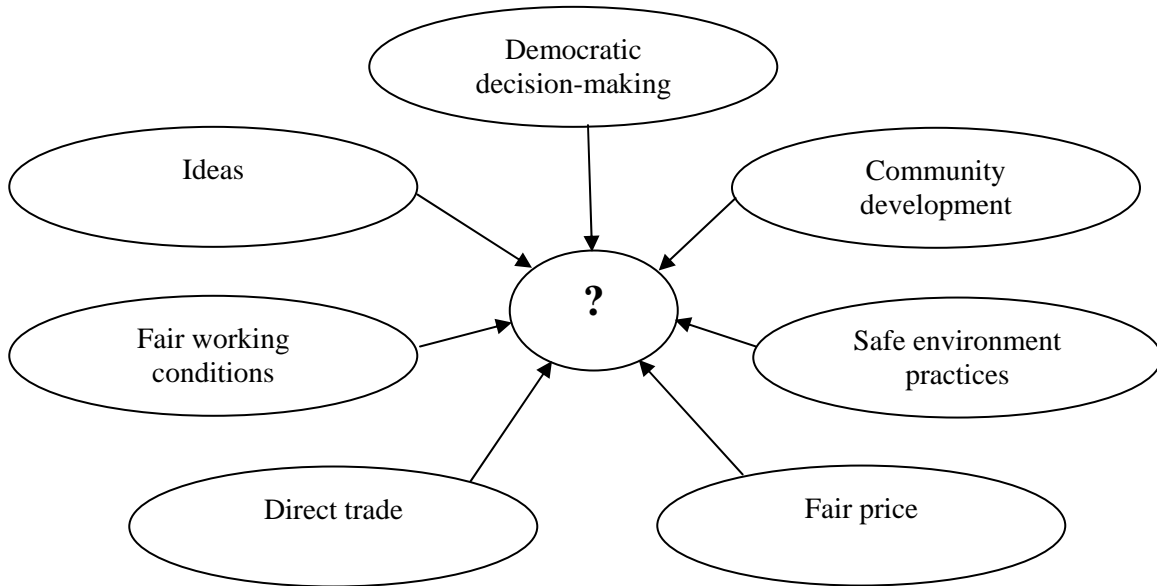 Democratic
decision-making
Ideas
Community
development
?
Fair working
conditions
Safe environment
practices
Direct trade
Fair price